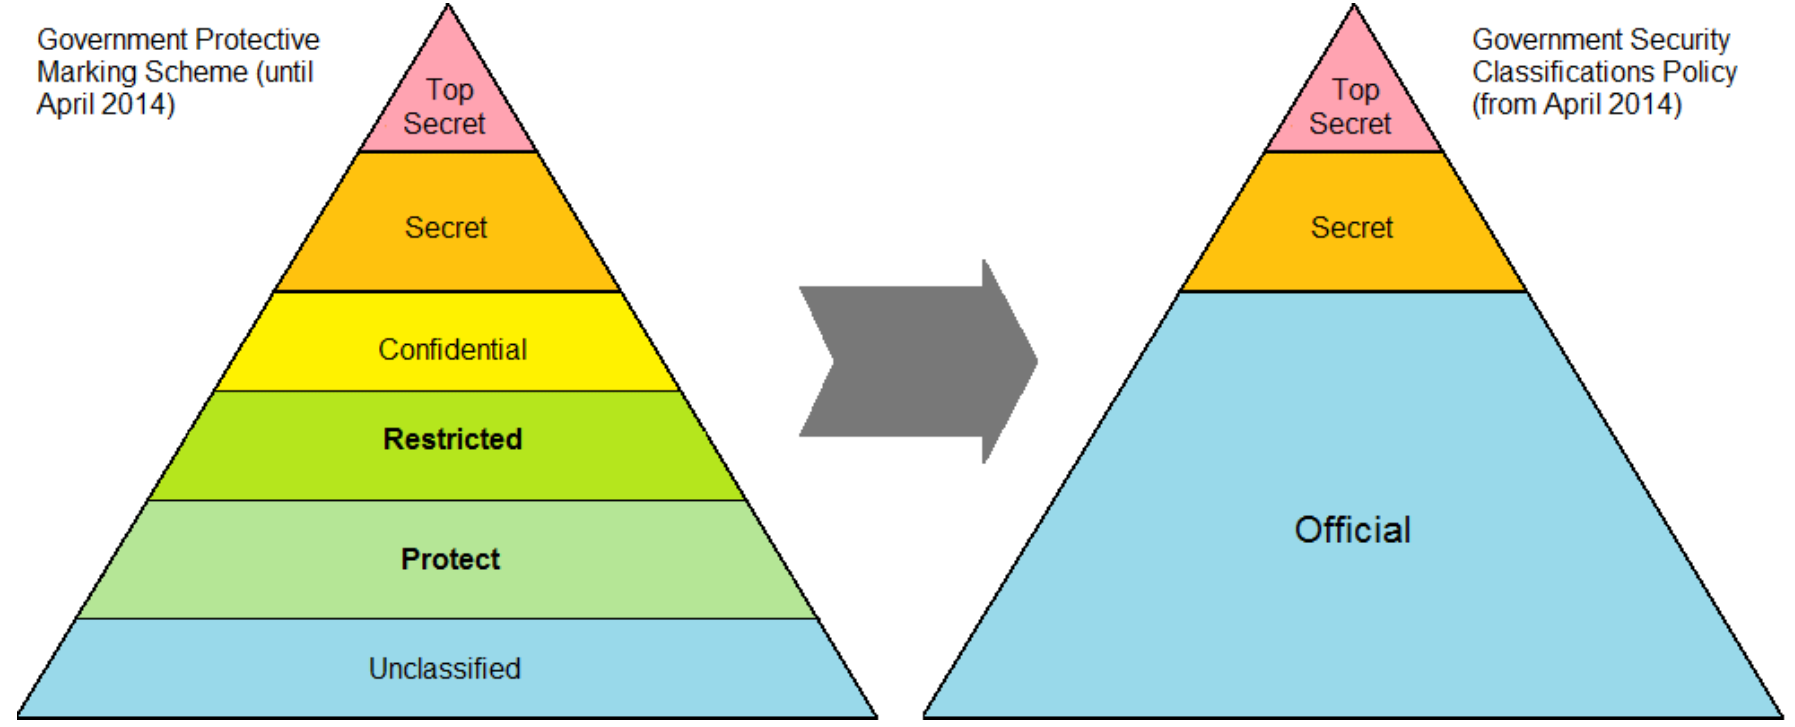 Government Protective
Marking Scheme (until
April 2014)
Top
Secret
Secret
Confidential
Restricted
Protect
Unclassified
Government Security
Classifications Policy
(from April 2014)
Top
Secret
Secret
Official